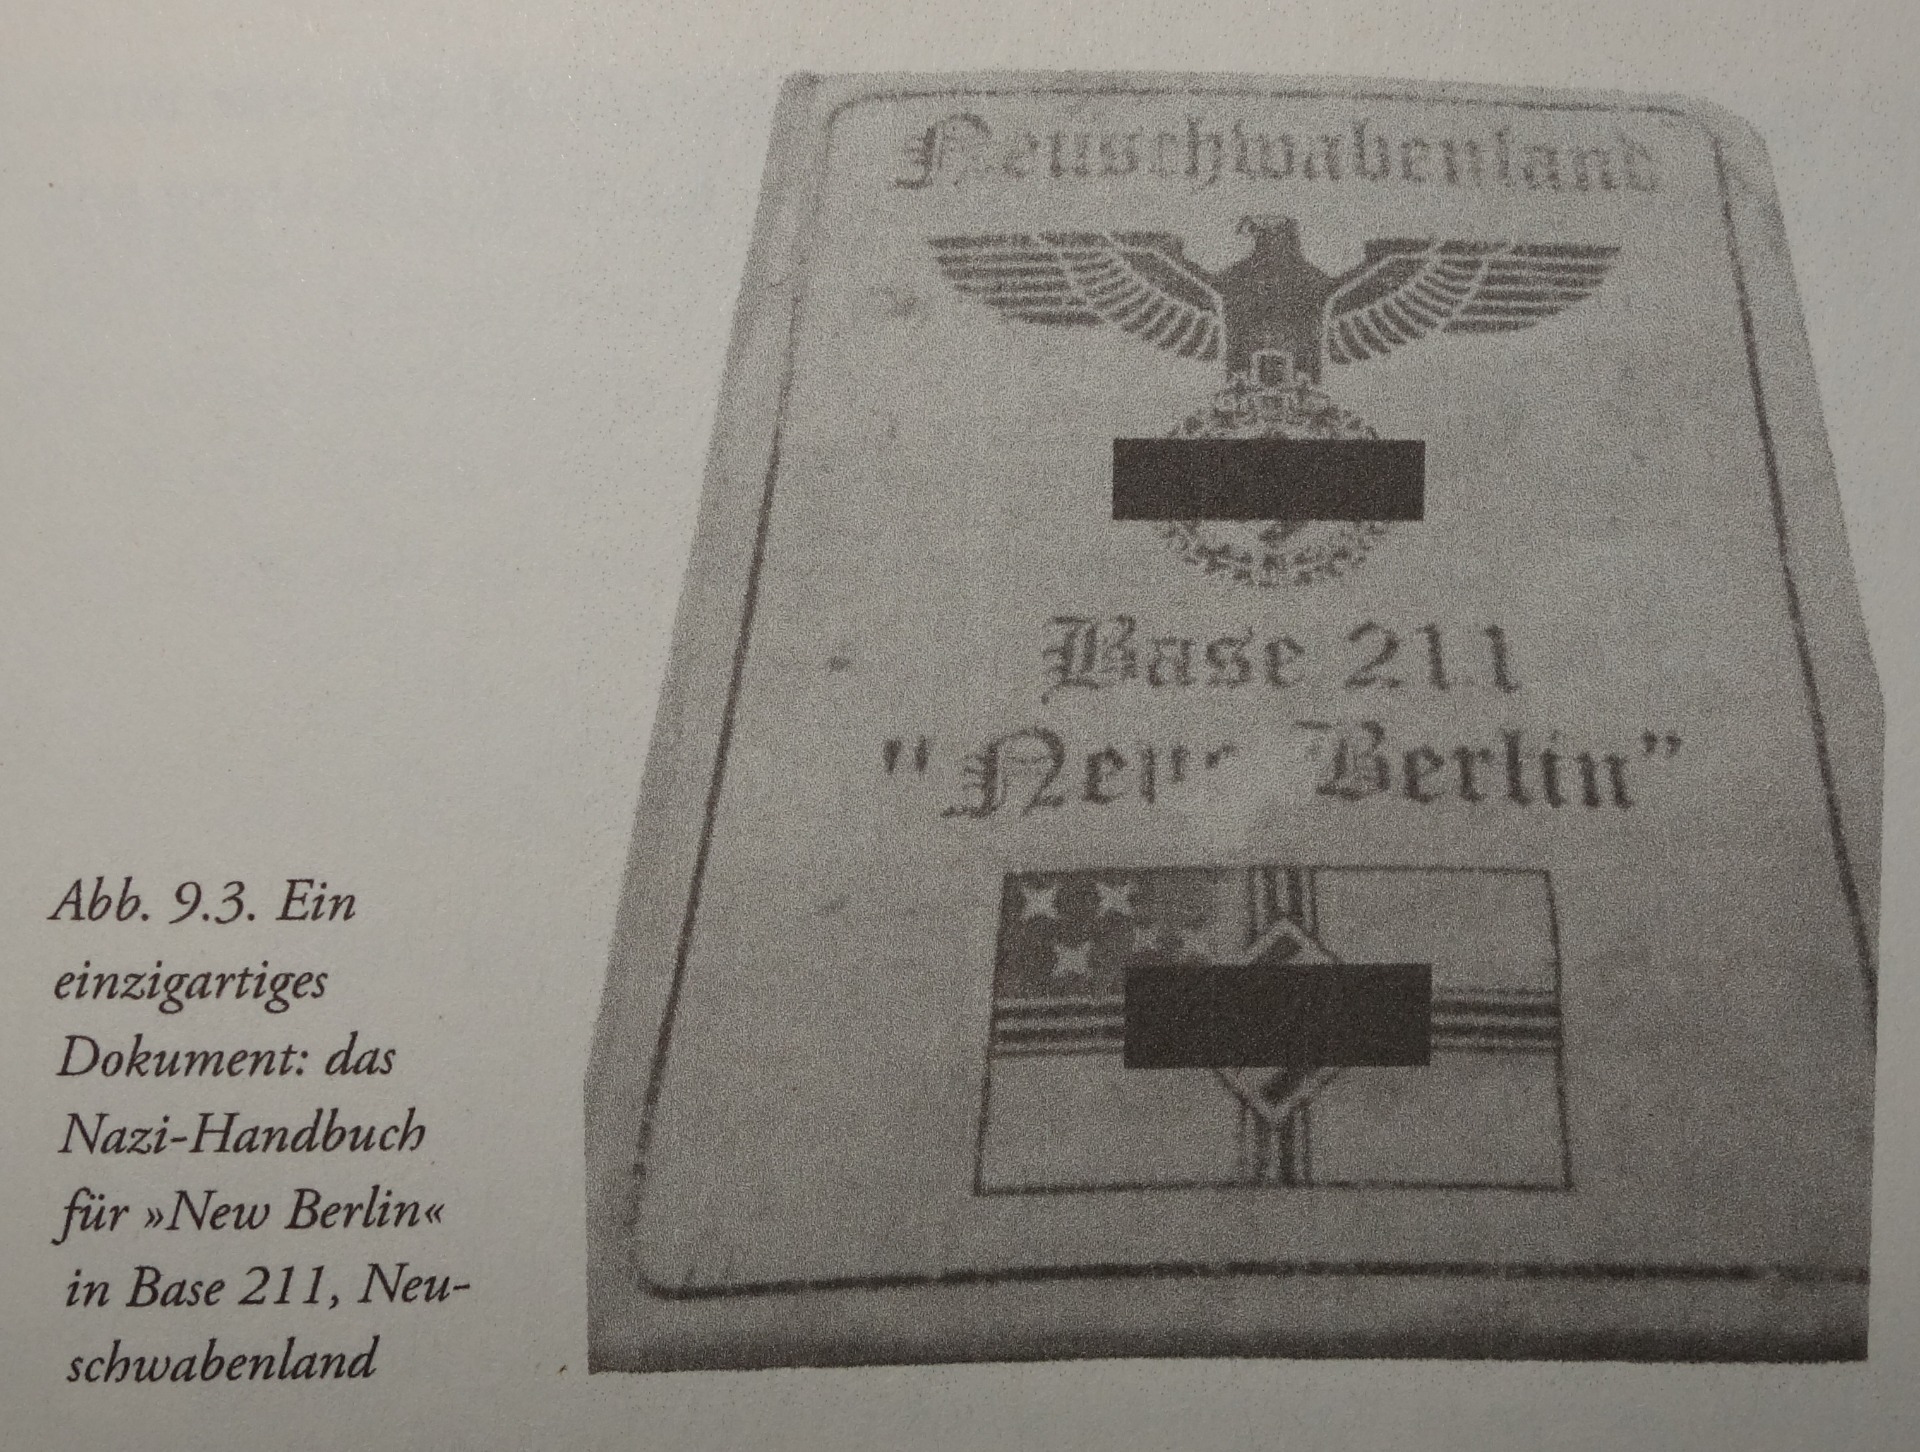 Neuschwabenland
Base 211
"Neue Berlin"
Abb. 9.3. Ein
einzigartiges
Dokument: das
Nazi-Handbuch
für »New Berlin«
in Base 211, Neu-
schwabenland